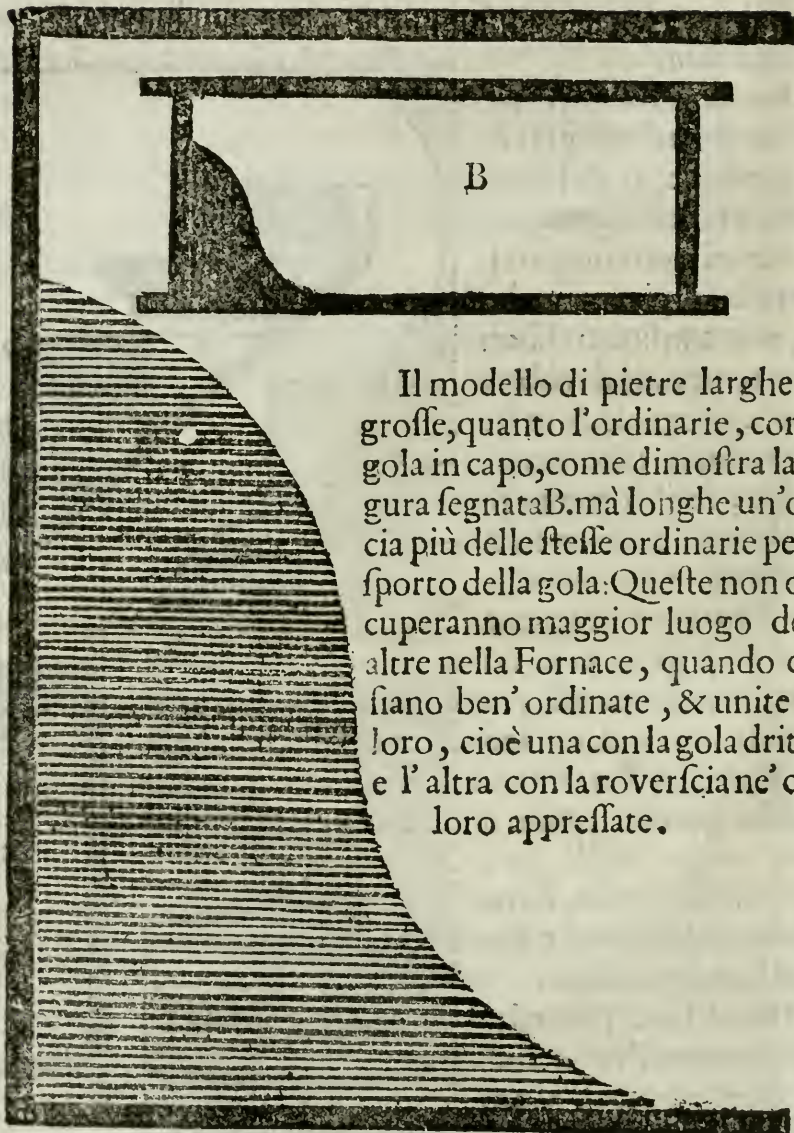 B
Il modello di pietre larghe
groſſe,quanto l'ordinarie, con
gola in capo,come dimoſtra la
gura ſegnataB.mà longhe un'o
cia più delle ſteſſe ordinarie pe
ſporto della gola:Queſte non o
cuperanno maggior luogo de
altre nella Fornace, quando c
ſiano ben' ordinate, & unite
loro, cioè una con la gola drit
e l'altra con la roverſcia ne' c
loro appreſſate.